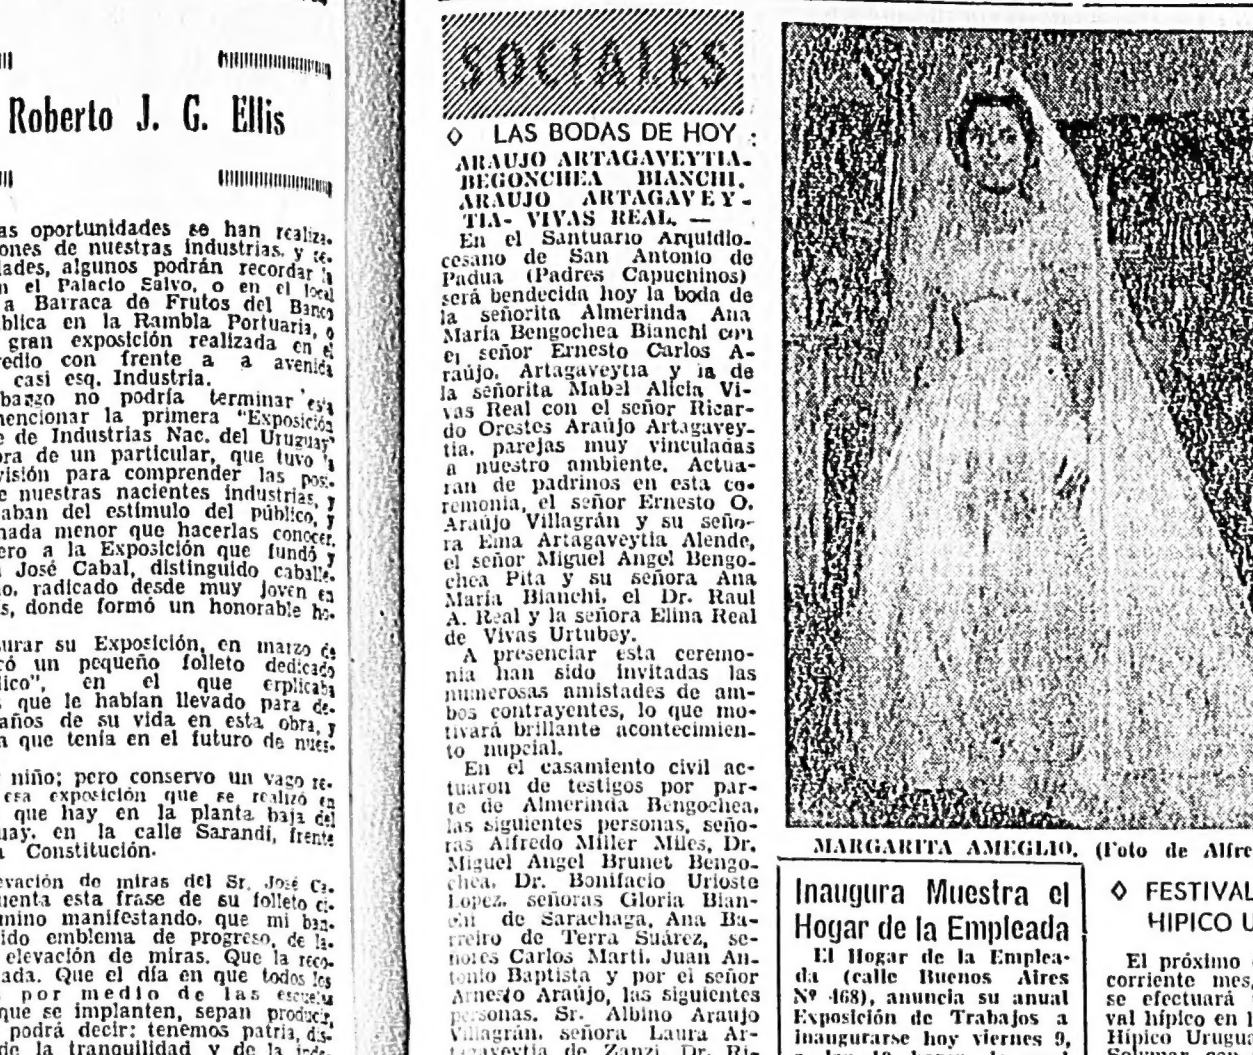 Roberto J. G. Ellis
as oportunidades se han realiza.
ones de nuestras industrias, y re.
dades, algunos podrán recordar la
n el Palacio Salvo, o en el local
a Barraca de Frutos del Banco
ública en la Rambla Portuaria, o
gran exposición realizada en el
redio con frente a a avenida
casi esq. Industria.
bargo no podría terminar esta
mencionar la primera "Exposición
e de Industrias Nac. del Uruguay"
bra de un particular, que tuvo la
visión para comprender las posi-
e nuestras nacientes industrias, y
aban del estímulo del público, y
nada menor que hacerlas conocer.
ero a la Exposición que fundó y
José Cabal, distinguido caballe.
o, radicado desde muy joven en
s, donde formó un honorable ho-
urar su Exposición, en marzo de
ró un pequeño folleto dedicado
lico", en el que erplicaba
que le habían llevado para de-
años de su vida en esta obra, y
a que tenía en el futuro de nues-
niño; pero conservo un vago re-
esa exposición que se realizó en
que hay en la planta baja del
uay, en la calle Sarandí, frente
a Constitución.
evación de miras del Sr. José Ca.
uenta esta frase de su folleto ci-
mino manifestando, que mi ban-
ido emblema de progreso, de la-
elevación de miras. Que la reco-
ada. Que el día en que todos los
por medio de las escuelas
que se implanten, sepan producir,
podrá decir: tenemos patria, dis-
de la tranquilidad y de la inde-
SOCIALES
◊ LAS BODAS DE HOY :
ARAUJO ARTAGAVEYTIA-
BEGONCHEA BIANCHI.
ARAUJO ARTAGAVEY-
TIA- VIVAS REAL. —
En el Santuario Arquidio-
cesano de San Antonio de
Padua (Padres Capuchinos)
será bendecida hoy la boda de
la señorita Almerinda Ana
María Bengochea Bianchi con
el señor Ernesto Carlos A-
raújo, Artagaveytia y la de
la señorita Mabel Alicia Vi-
vas Real con el señor Ricar-
do Orestes Araújo Artagavey-
tia, parejas muy vinculadas
a nuestro ambiente. Actua-
ran de padrinos en esta ce-
remonia, el señor Ernesto O.
Araújo Villagrán y su seño-
ra Ema Artagaveytia Alende,
el señor Miguel Angel Bengo-
chea Pita y su señora Ana
María Bianchi, el Dr. Raul
A. Real y la señora Elina Real
de Vivas Urtubey.
A presenciar esta ceremo-
nia han sido invitadas las
numerosas amistades de am-
bos contrayentes, lo que mo-
tivará brillante acontecimien-
to nupcial.
En el casamiento civil ac-
tuaron de testigos por par-
te de Almerinda Bengochea,
las siguientes personas, seño-
ras Alfredo Miller Miles, Dr.
Miguel Angel Brunet Bengo-
chea, Dr. Bonifacio Urioste
Lopez, señoras Gloria Bian-
chi de Sarachaga, Ana Ba-
rreiro de Terra Suárez, se-
ñores Carlos Martí, Juan An-
tonio Baptista y por el señor
Arnesto Araújo, las siguientes
personas. Sr. Albino Araujo
Villagrán, señora Laura Ar-
tagaveytia de Zanzi, Dr. Ri-
MARGARITA AMEGLIO. (Foto de Alfre
Inaugura Muestra el
Hogar de la Empleada
El Hogar de la Emplea-
da (calle Buenos Aires
Nº 468), anuncia su anual
Exposición de Trabajos a
inaugurarse hoy viernes 9,
◊ FESTIVAL
HIPICO U
El próximo
corriente mes,
se efectuará
val hípico en l
Hípico Urugu